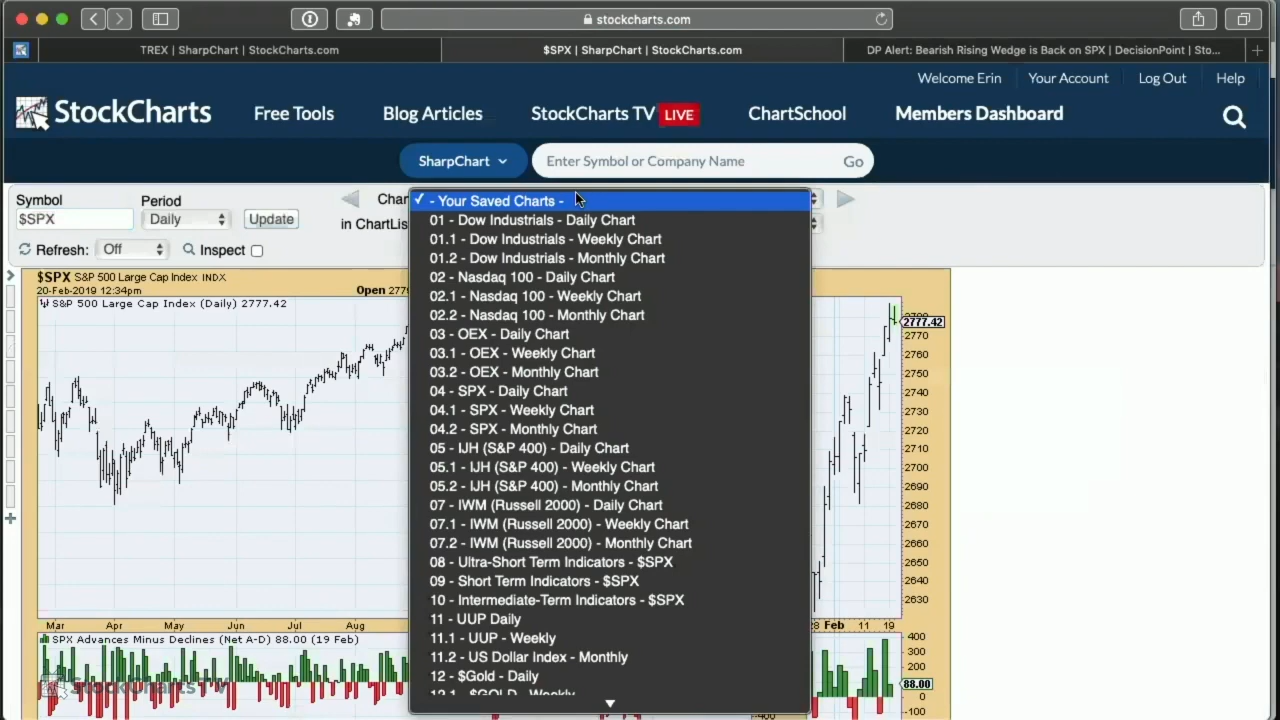 stockcharts.com
TREX | SharpChart | StockCharts.com
$SPX | SharpChart | StockCharts.com
DP Alert: Bearish Rising Wedge is Back on SPX | DecisionPoint | Sto...
Welcome Erin
Your Account
Log Out
Help
StockCharts
Free Tools
Blog Articles
StockCharts TV LIVE
ChartSchool
Members Dashboard
SharpChart
Enter Symbol or Company Name
Go
Symbol
Period
Char
$SPX
Daily
Update
in ChartLis
Refresh: Off
Inspect
✓ - Your Saved Charts -
01 - Dow Industrials - Daily Chart
01.1 - Dow Industrials - Weekly Chart
01.2 - Dow Industrials - Monthly Chart
02 - Nasdaq 100 - Daily Chart
02.1 - Nasdaq 100 - Weekly Chart
02.2 - Nasdaq 100 - Monthly Chart
03 - OEX - Daily Chart
03.1 - OEX - Weekly Chart
03.2 - OEX - Monthly Chart
04 - SPX - Daily Chart
04.1 - SPX - Weekly Chart
04.2 - SPX - Monthly Chart
05 - IJH (S&P 400) - Daily Chart
05.1 - IJH (S&P 400) - Weekly Chart
05.2 - IJH (S&P 400) - Monthly Chart
07 - IWM (Russell 2000) - Daily Chart
07.1 - IWM (Russell 2000) - Weekly Chart
07.2 - IWM (Russell 2000) - Monthly Chart
08 - Ultra-Short Term Indicators - $SPX
09 - Short Term Indicators - $SPX
10 - Intermediate-Term Indicators - $SPX
11 - UUP Daily
11.1 - UUP - Weekly
11.2 - US Dollar Index - Monthly
12 - $Gold - Daily
12.1 - $GOLD - Weekly
$SPX S&P 500 Large Cap Index INDX
20-Feb-2019 12:34pm
Open 277
S&P 500 Large Cap Index (Daily) 2777.42
2777.42
2770
2760
2750
2740
2730
2720
2710
2700
2690
2680
2670
2660
2650
2640
2630
Mar Apr May Jun Jul Aug
28 Feb 11 19
SPX Advances Minus Declines (Net A-D) 88.00 (19 Feb)
400
300
200
88.00
0
-100
-400
StockChartsTV